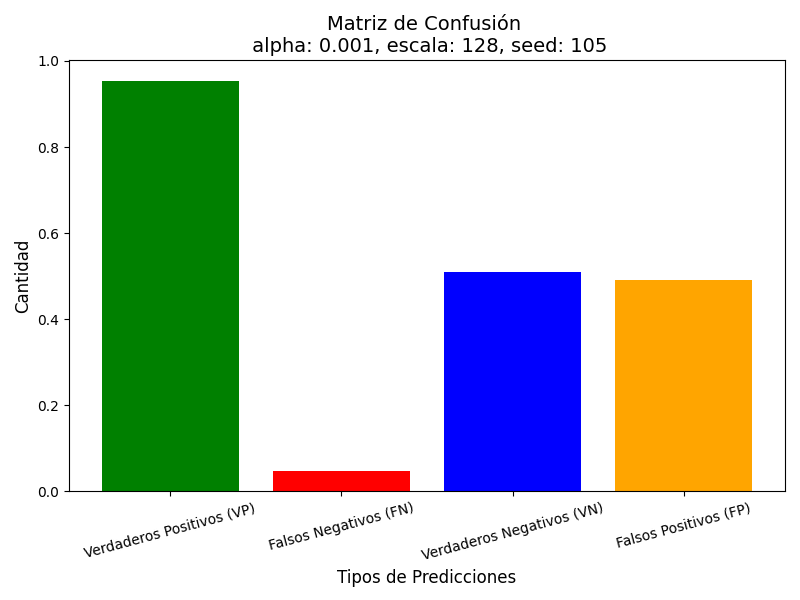 Matriz de Confusión
alpha: 0.001, escala: 128, seed: 105
Cantidad
1.0
0.8
0.6
0.4
0.2
0.0
Verdaderos Positivos (VP)
Falsos Negativos (FN)
Verdaderos Negativos (VN)
Falsos Positivos (FP)
Tipos de Predicciones